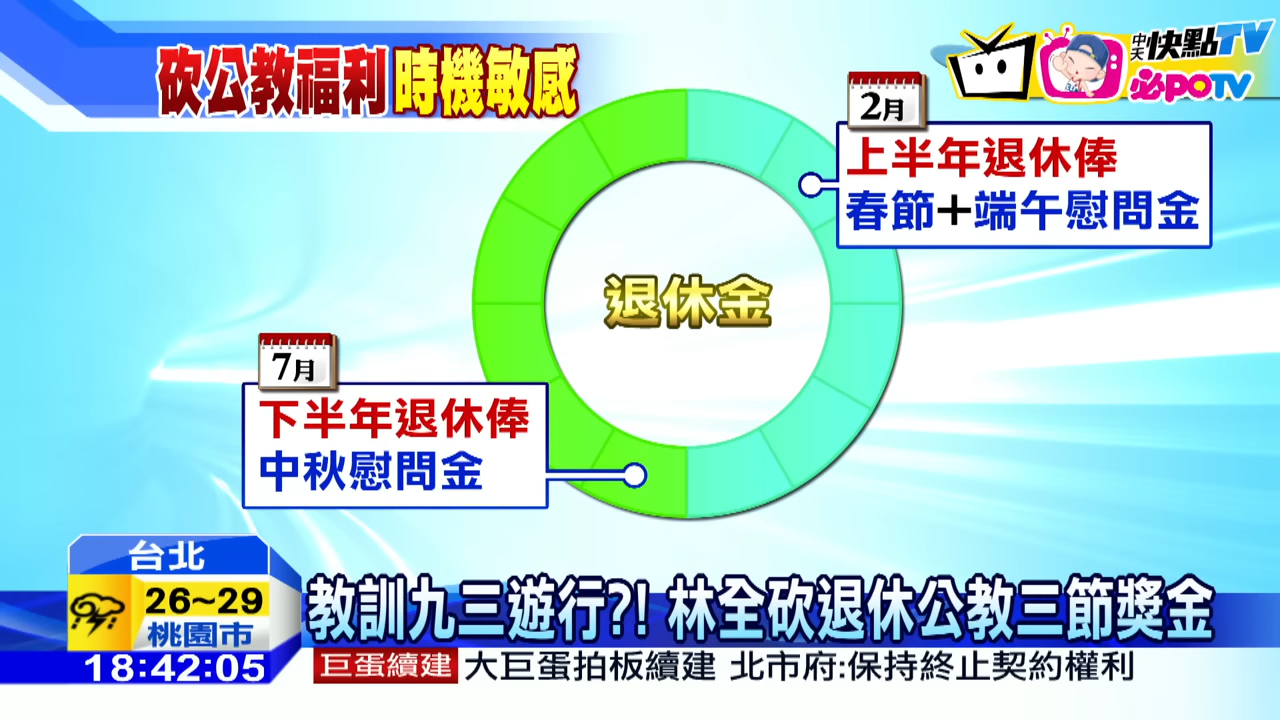 砍公教福利時機敏感
中天快點TV
必POTV
2月
上半年退休俸
春節+端午慰問金
退休金
7月
下半年退休俸
中秋慰問金
台北
26~29
桃園市
18:42:05
教訓九三遊行?! 林全砍退休公教三節獎金
巨蛋續建 大巨蛋拍板續建 北市府:保持終止契約權利